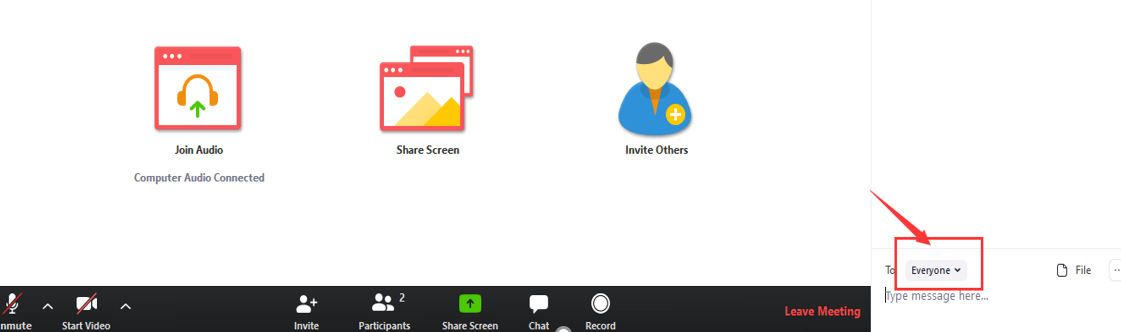 Join Audio
Share Screen
Invite Others
Computer Audio Connected
To
Everyone
File
Type message here...
nmute
Start Video
Invite
Participants
2
Share Screen
Chat
Record
Leave Meeting